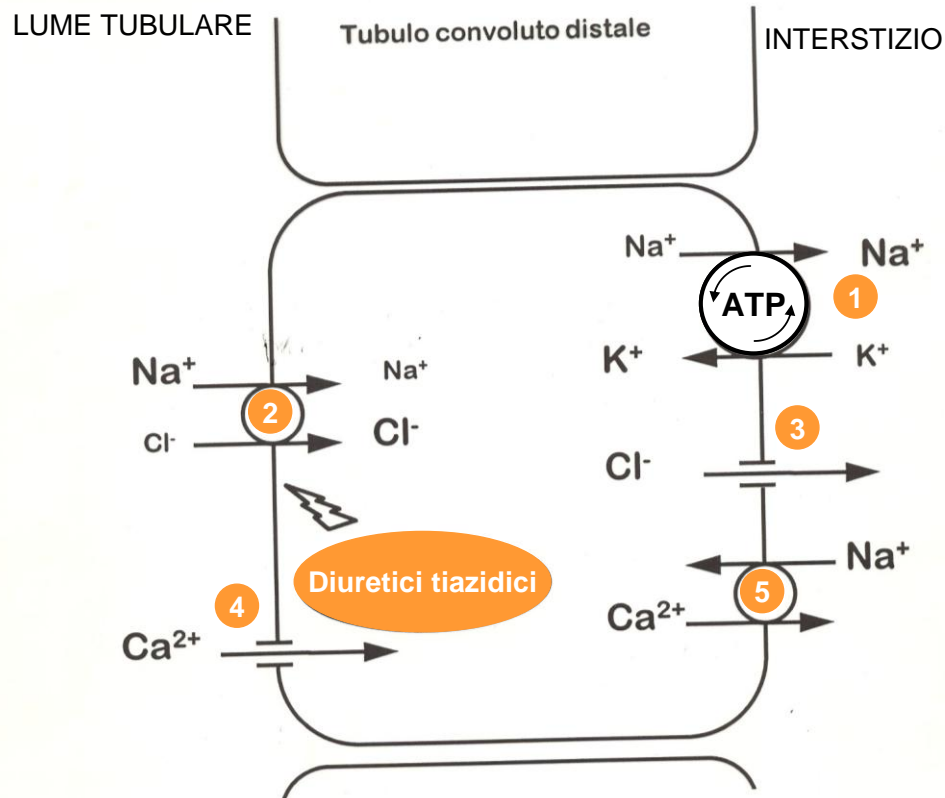 LUME TUBULARE
Tubulo convoluto distale
INTERSTIZIO
Na⁺
Na⁺
ATP
1
K⁺
K⁺
Na⁺
Na⁺
2
Cl⁻
Cl⁻
3
Cl⁻
Diuretici tiazidici
4
Ca²⁺
Na⁺
5
Ca²⁺